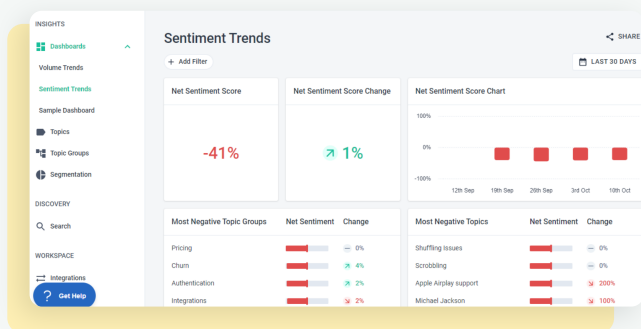 INSIGHTS
Dashboards
Volume Trends
Sentiment Trends
Sample Dashboard
Topics
Topic Groups
Segmentation
DISCOVERY
Search
WORKSPACE
Integrations
? Get Help
Sentiment Trends
SHARE
+ Add Filter
LAST 30 DAYS
Net Sentiment Score
-41%
Net Sentiment Score Change
1%
Net Sentiment Score Chart
100%
0%
-100%
12th Sep 19th Sep 26th Sep 3rd Oct 10th Oct
Most Negative Topic Groups Net Sentiment Change
Pricing 0%
Churn 4%
Authentication 2%
Integrations 2%
Most Negative Topics Net Sentiment Change
Shuffling Issues 0%
Scrobbling 0%
Apple Airplay support 200%
Michael Jackson 100%